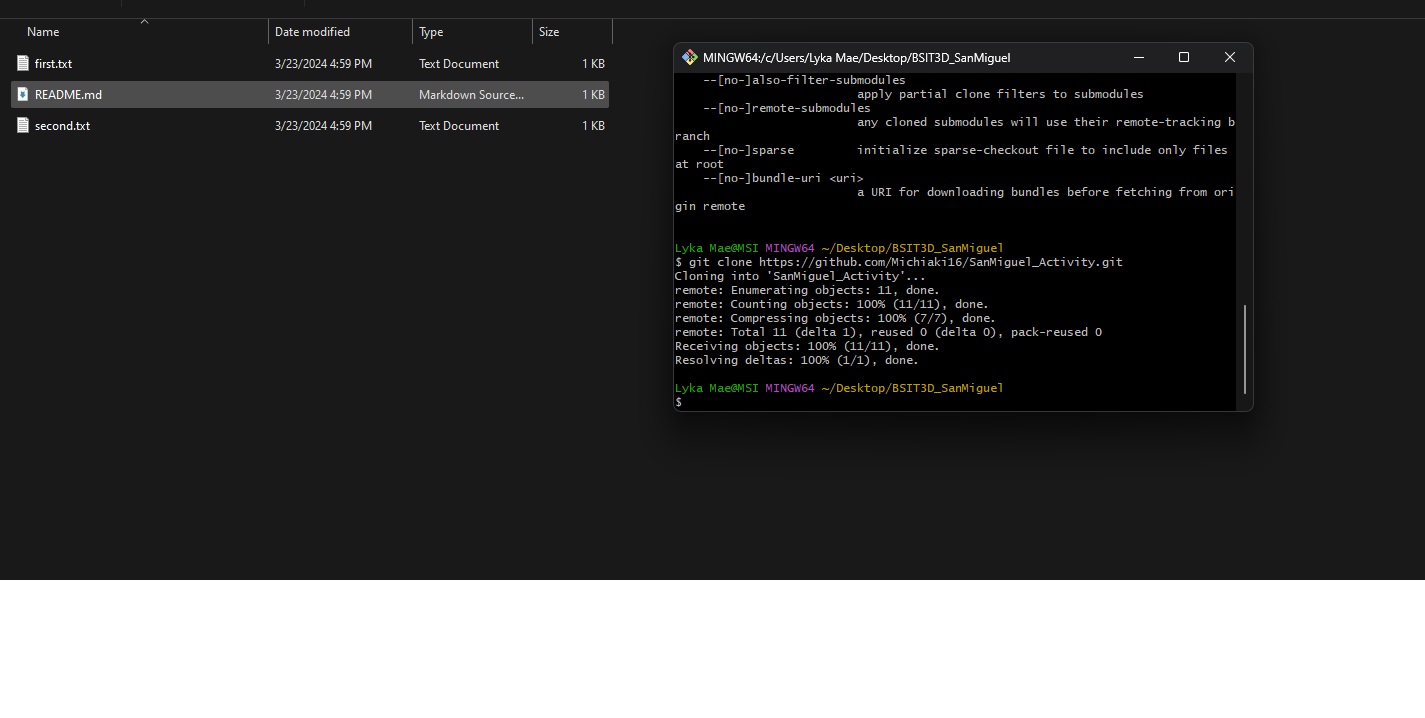 Name Date modified Type Size
first.txt 3/23/2024 4:59 PM Text Document 1 KB
README.md 3/23/2024 4:59 PM Markdown Source... 1 KB
second.txt 3/23/2024 4:59 PM Text Document 1 KB
MINGW64:/c/Users/Lyka Mae/Desktop/BSIT3D_SanMiguel
--[no-]also-filter-submodules
apply partial clone filters to submodules
--[no-]remote-submodules
any cloned submodules will use their remote-tracking b
ranch
--[no-]sparse initialize sparse-checkout file to include only files
at root
--[no-]bundle-uri <uri>
a URI for downloading bundles before fetching from ori
gin remote
Lyka Mae@MSI MINGW64 ~/Desktop/BSIT3D_SanMiguel
$ git clone https://github.com/Michiaki16/SanMiguel_Activity.git
Cloning into 'SanMiguel_Activity'...
remote: Enumerating objects: 11, done.
remote: Counting objects: 100% (11/11), done.
remote: Compressing objects: 100% (7/7), done.
remote: Total 11 (delta 1), reused 0 (delta 0), pack-reused 0
Receiving objects: 100% (11/11), done.
Resolving deltas: 100% (1/1), done.
Lyka Mae@MSI MINGW64 ~/Desktop/BSIT3D_SanMiguel
$